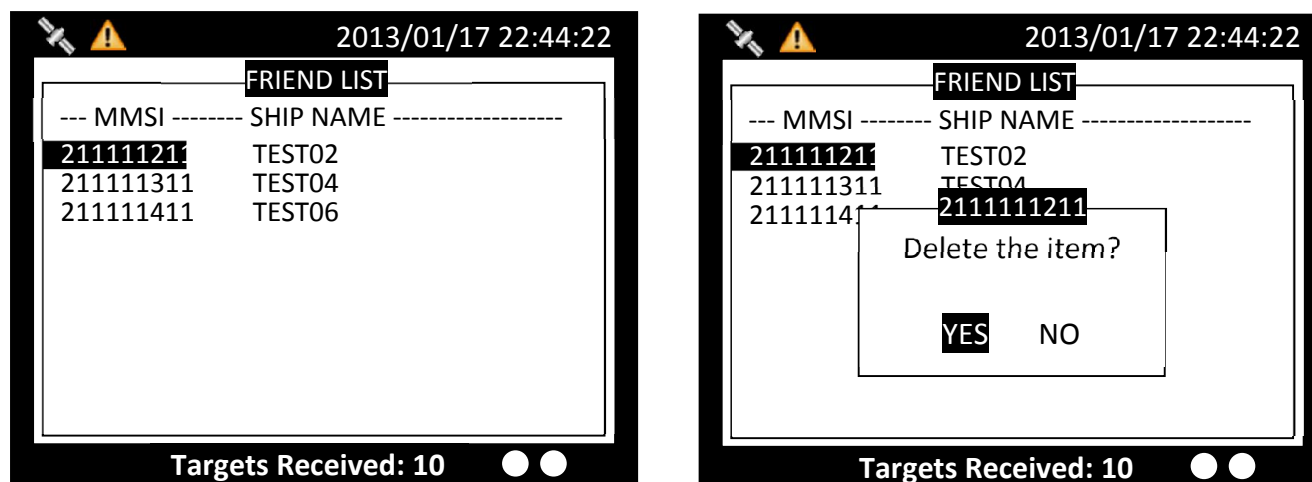 2013/01/17 22:44:22
FRIEND LIST
--- MMSI -------- SHIP NAME -------------------
211111211 TEST02
211111311 TEST04
211111411 TEST06
Targets Received: 10
2013/01/17 22:44:22
FRIEND LIST
--- MMSI -------- SHIP NAME -------------------
211111211 TEST02
211111311 TEST04
211111411
2111111211
Delete the item?
YES NO
Targets Received: 10